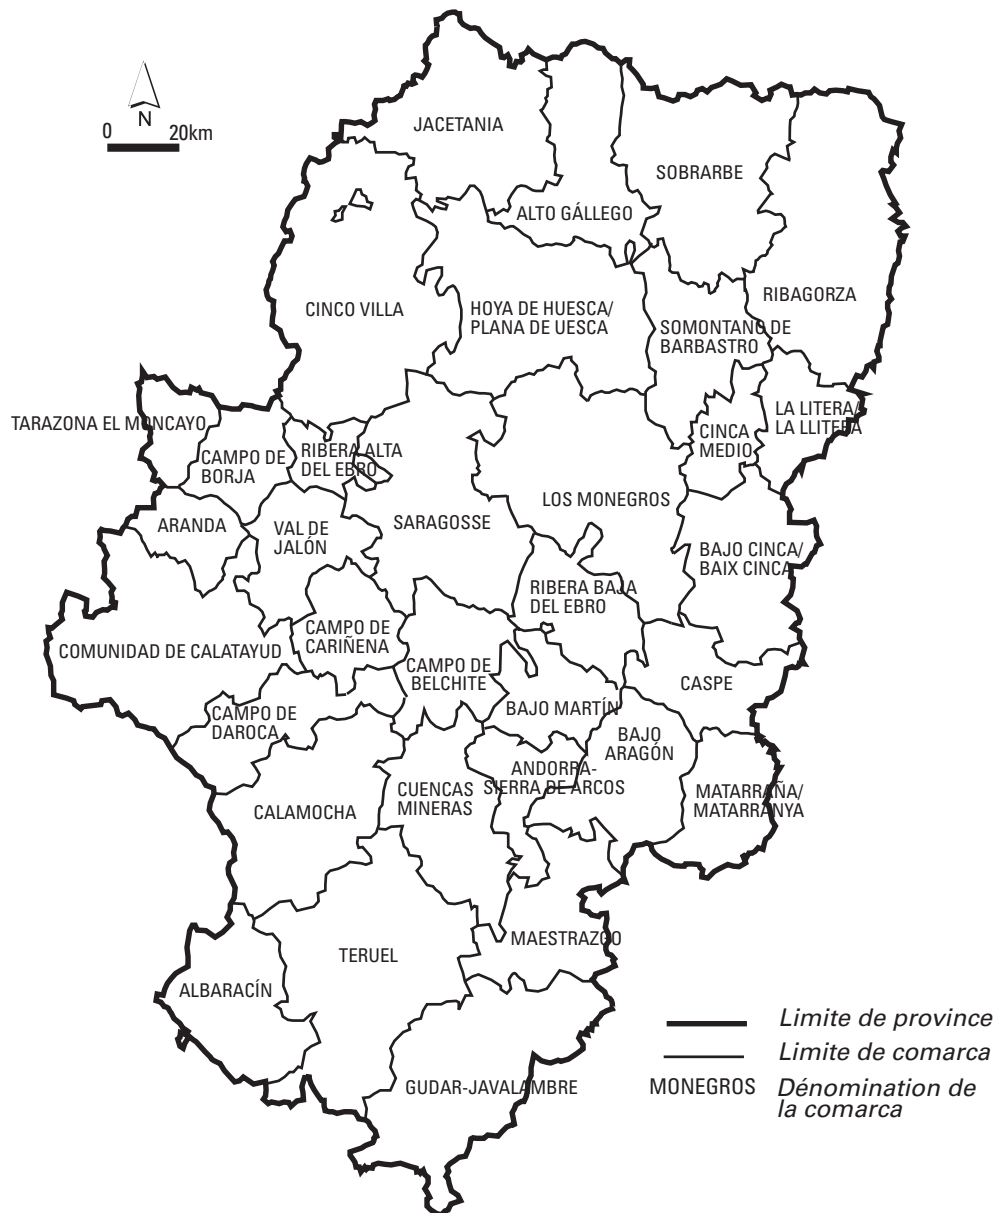 N
0 20km
JACETANIA
SOBRARBE
ALTO GÁLLEGO
RIBAGORZA
CINCO VILLA
HOYA DE HUESCA/
PLANA DE UESCA
SOMONTANO DE
BARBASTRO
TARAZONA EL MONCAYO
LA LITERA/
LA LLITERA
CINCA
MEDIO
CAMPO DE
BORJA
RIBERA ALTA
DEL EBRO
LOS MONEGROS
ARANDA
VAL DE
JALÓN
SARAGOSSE
BAJO CINCA/
BAIX CINCA
RIBERA BAJA
DEL EBRO
COMUNIDAD DE CALATAYUD
CAMPO DE
CARIÑENA
CAMPO DE
BELCHITE
CASPE
BAJO MARTÍN
CAMPO DE
DAROCA
BAJO
ARAGÓN
ANDORRA-
SIERRA DE ARCOS
CUENCAS
MINERAS
MATARRAÑA/
MATARRANYA
CALAMOCHA
MAESTRAZGO
TERUEL
ALBARACÍN
GUDAR-JAVALAMBRE
Limite de province
Limite de comarca
MONEGROS Dénomination de
la comarca